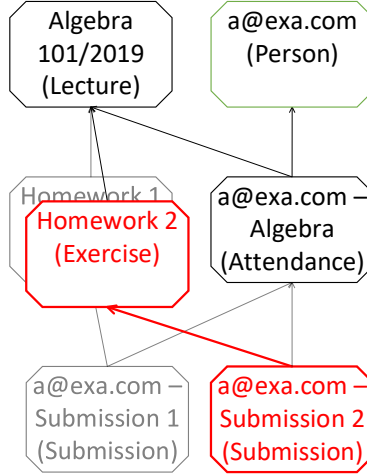 Algebra
101/2019
(Lecture)
a@exa.com
(Person)
Homework 1
Homework 2
(Exercise)
a@exa.com –
Algebra
(Attendance)
a@exa.com –
Submission 1
(Submission)
a@exa.com –
Submission 2
(Submission)